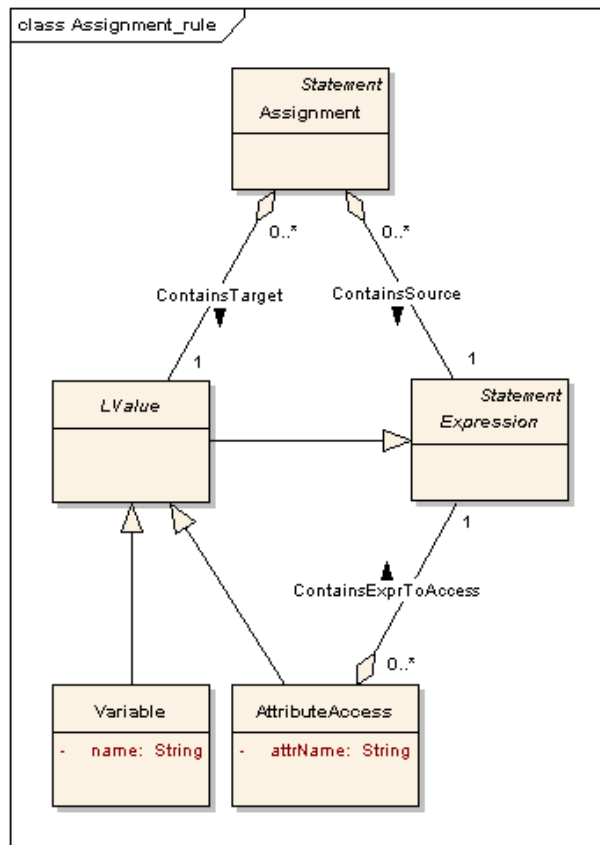 class Assignment_rule
Statement
Assignment
0..*
0..*
ContainsTarget
ContainsSource
1
1
LValue
Statement
Expression
1
ContainsExprToAccess
0..*
Variable
- name: String
AttributeAccess
- attrName: String